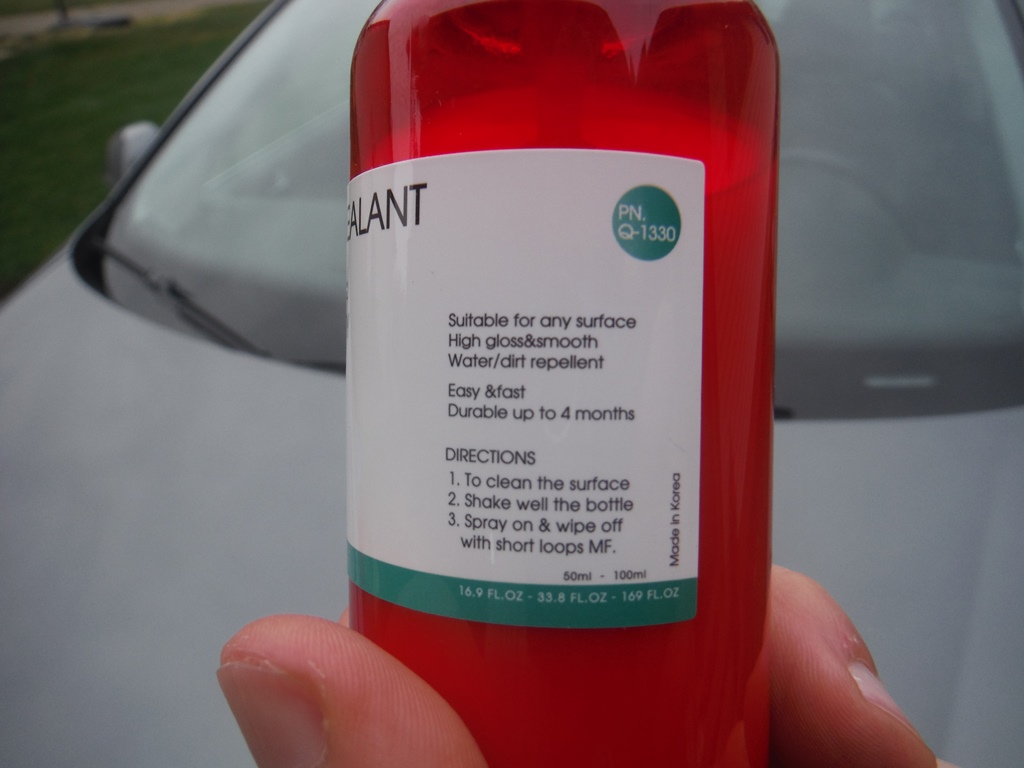 EALANT
PN.
Q-1330
Suitable for any surface
High gloss&smooth
Water/dirt repellent
Easy &fast
Durable up to 4 months
DIRECTIONS
1. To clean the surface
2. Shake well the bottle
3. Spray on & wipe off
with short loops MF.
Made in Korea
50ml - 100ml
16.9 FL.OZ - 33.8 FL.OZ - 169 FL.OZ